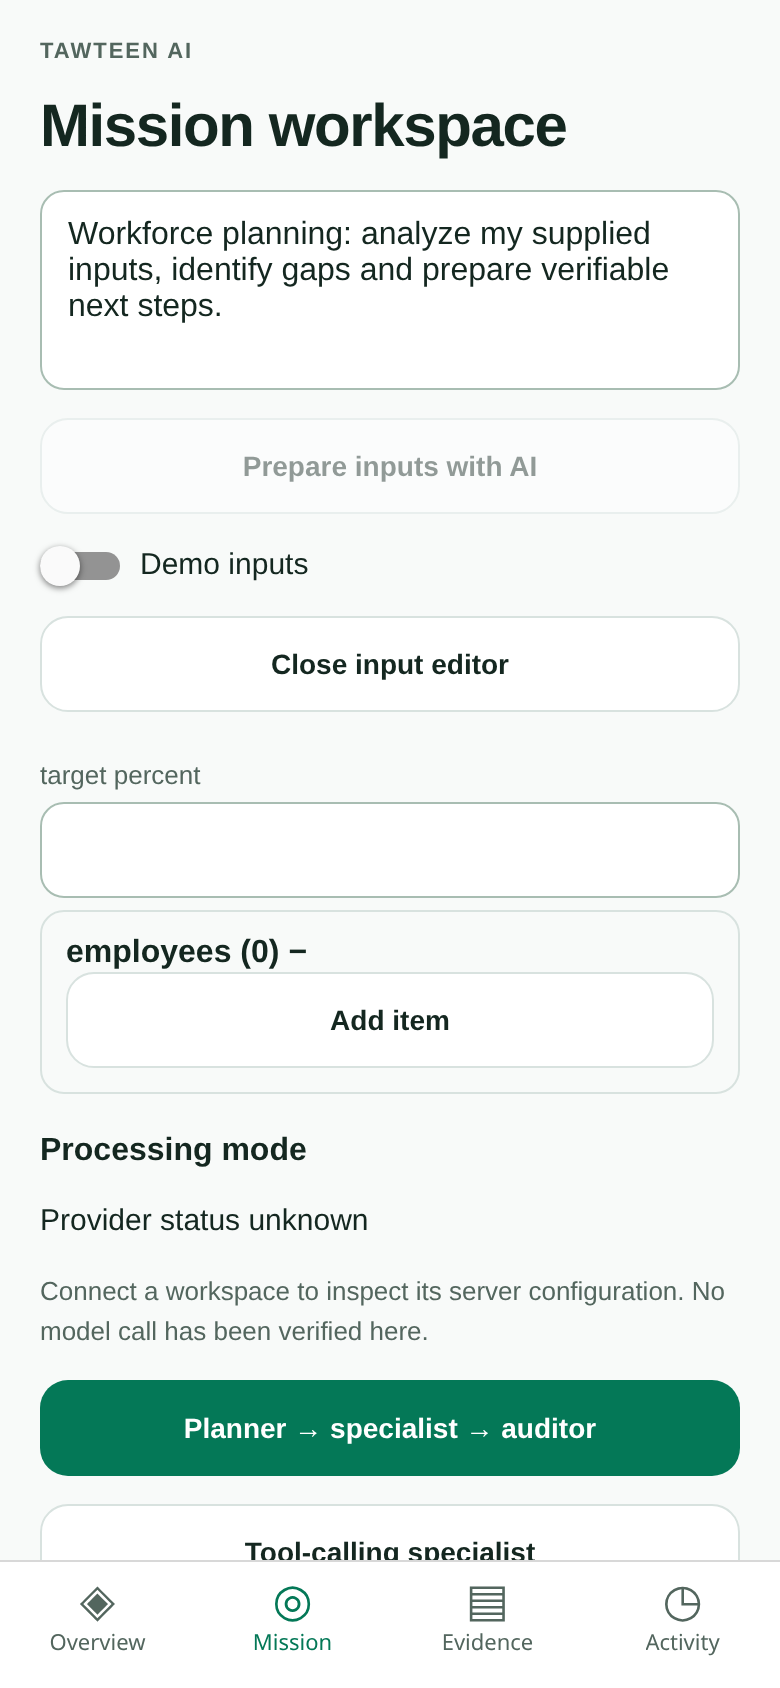 TAWTEEN AI
Mission workspace
Workforce planning: analyze my supplied
inputs, identify gaps and prepare verifiable
next steps.
Prepare inputs with AI
Demo inputs
Close input editor
target percent
employees (0) −
Add item
Processing mode
Provider status unknown
Connect a workspace to inspect its server configuration. No
model call has been verified here.
Planner → specialist → auditor
Tool-calling specialist
Overview
Mission
Evidence
Activity